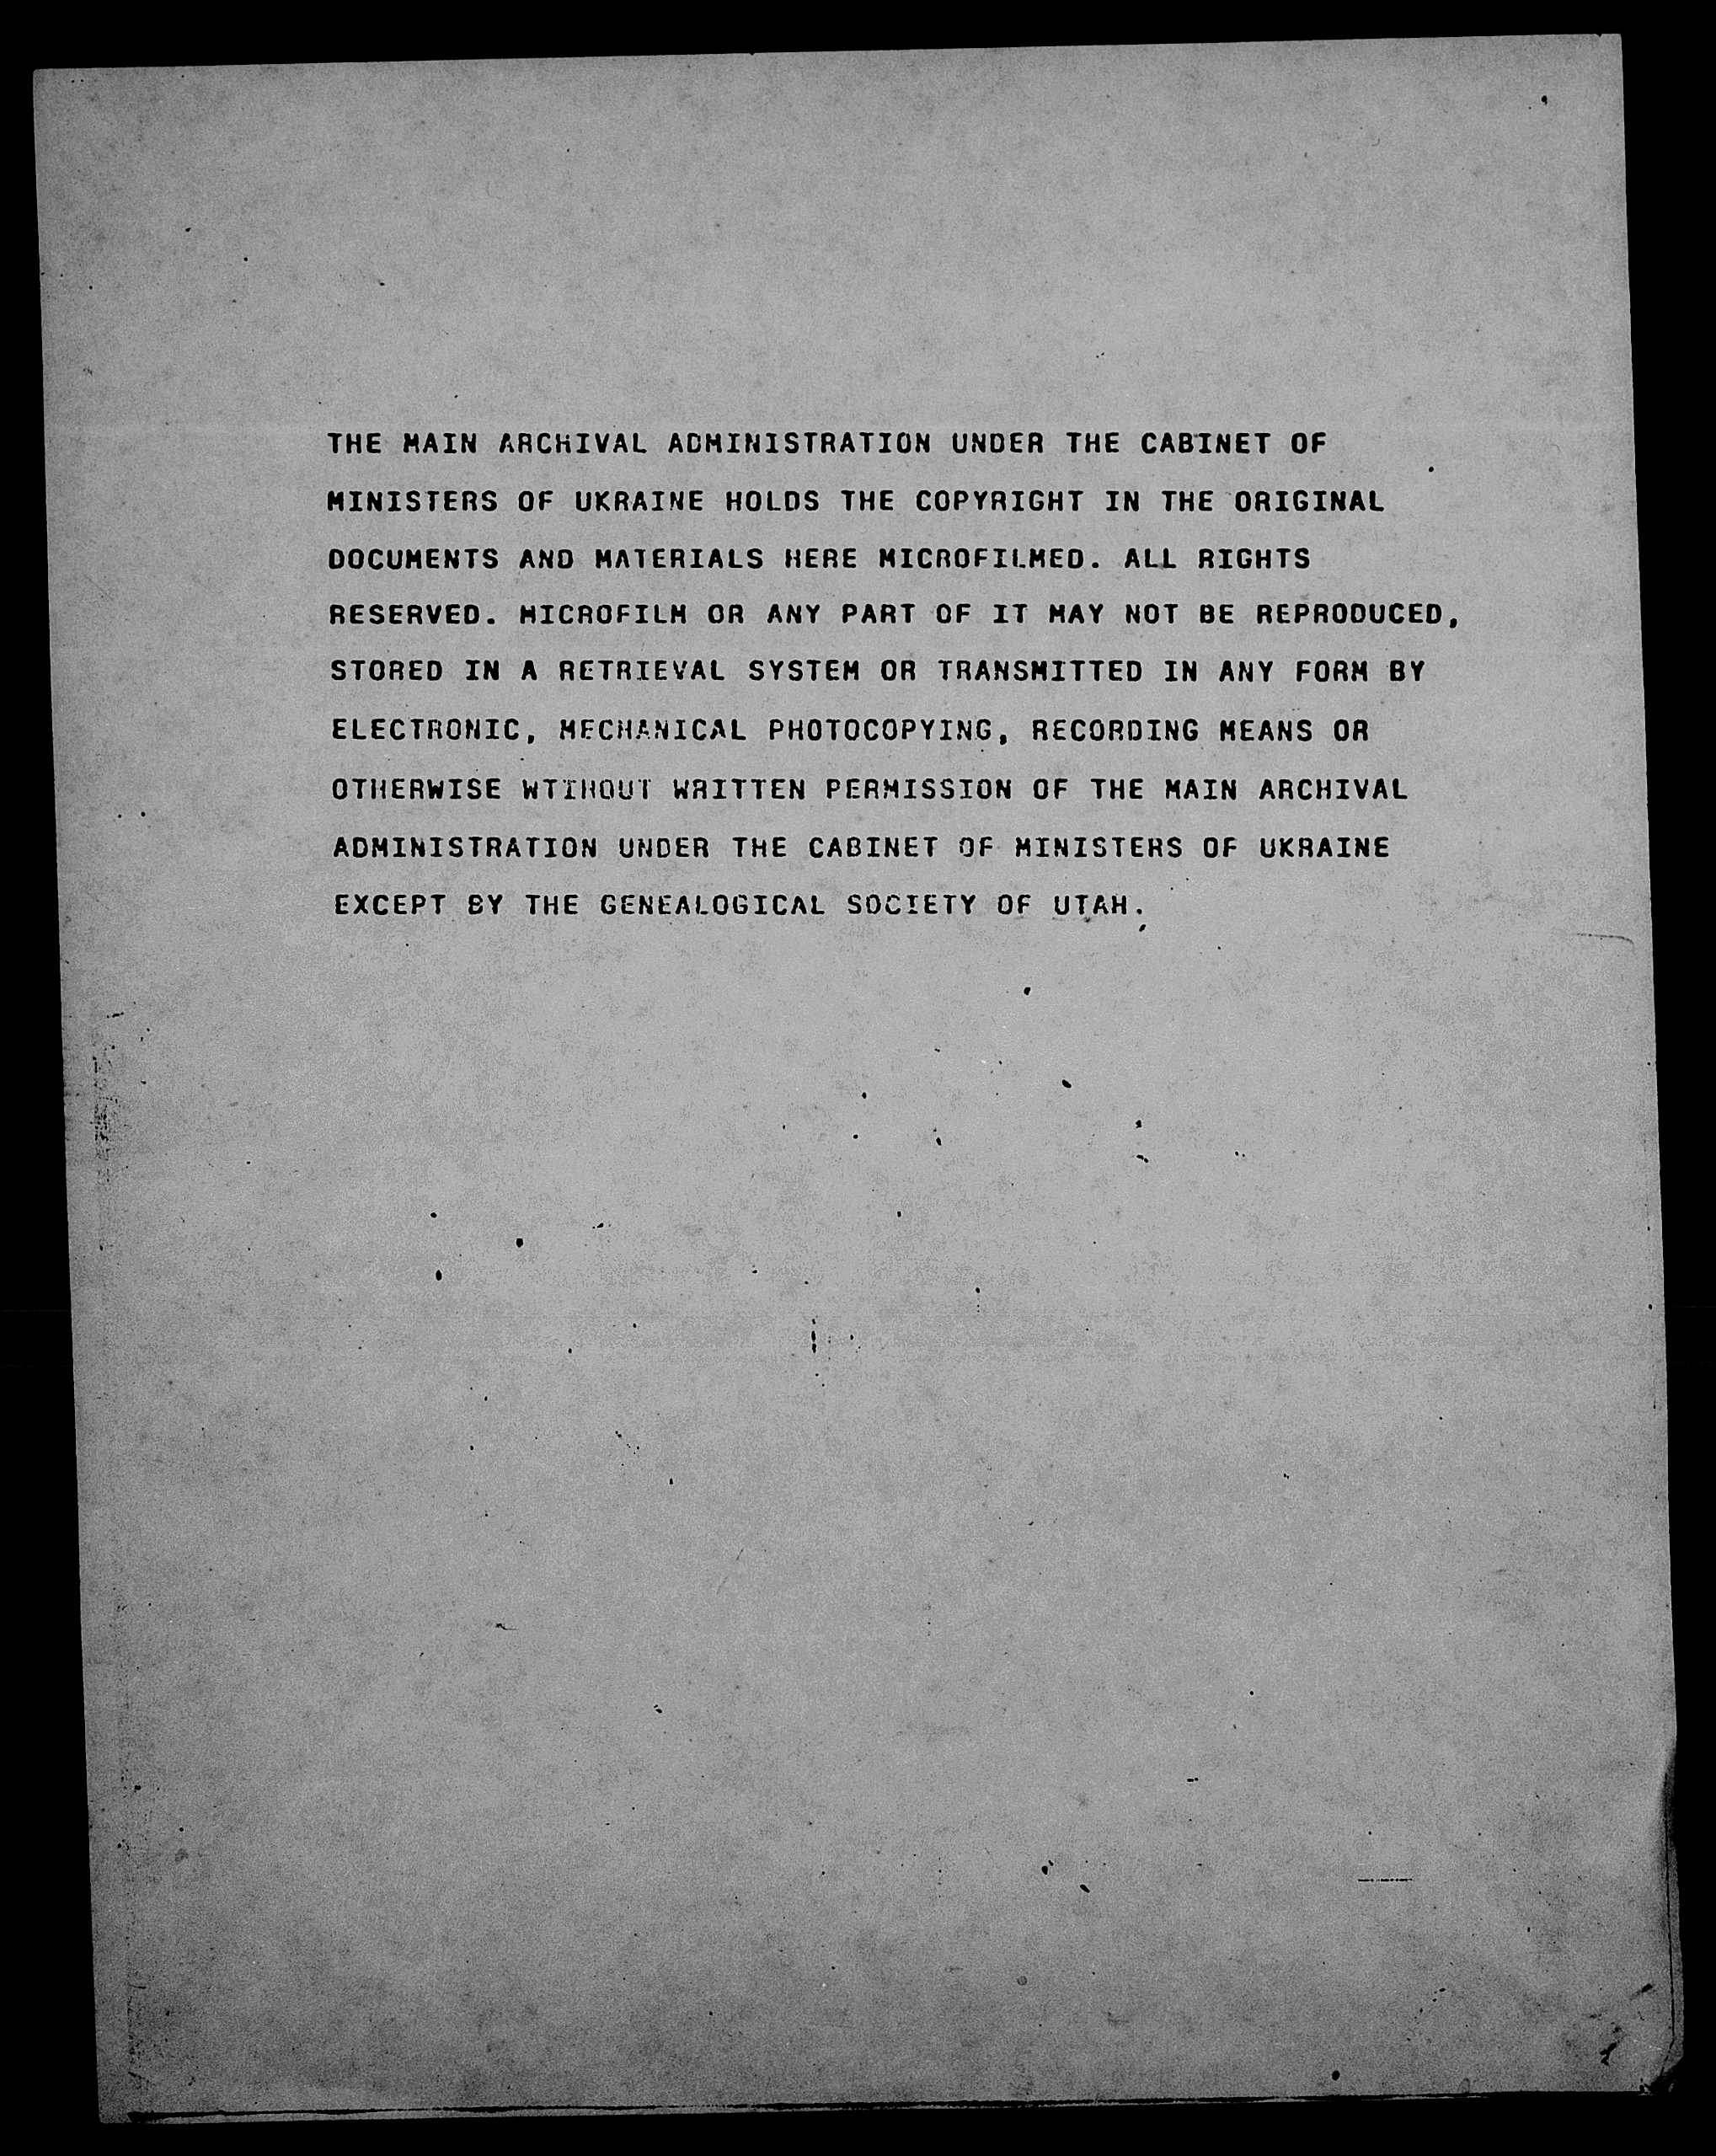 THE MAIN ARCHIVAL ADMINISTRATION UNDER THE CABINET OF
MINISTERS OF UKRAINE HOLDS THE COPYRIGHT IN THE ORIGINAL
DOCUMENTS AND MATERIALS HERE MICROFILMED. ALL RIGHTS
RESERVED. MICROFILM OR ANY PART OF IT MAY NOT BE REPRODUCED,
STORED IN A RETRIEVAL SYSTEM OR TRANSMITTED IN ANY FORM BY
ELECTRONIC, MECHANICAL PHOTOCOPYING, RECORDING MEANS OR
OTHERWISE WTIHOUT WRITTEN PERMISSION OF THE MAIN ARCHIVAL
ADMINISTRATION UNDER THE CABINET OF MINISTERS OF UKRAINE
EXCEPT BY THE GENEALOGICAL SOCIETY OF UTAH.